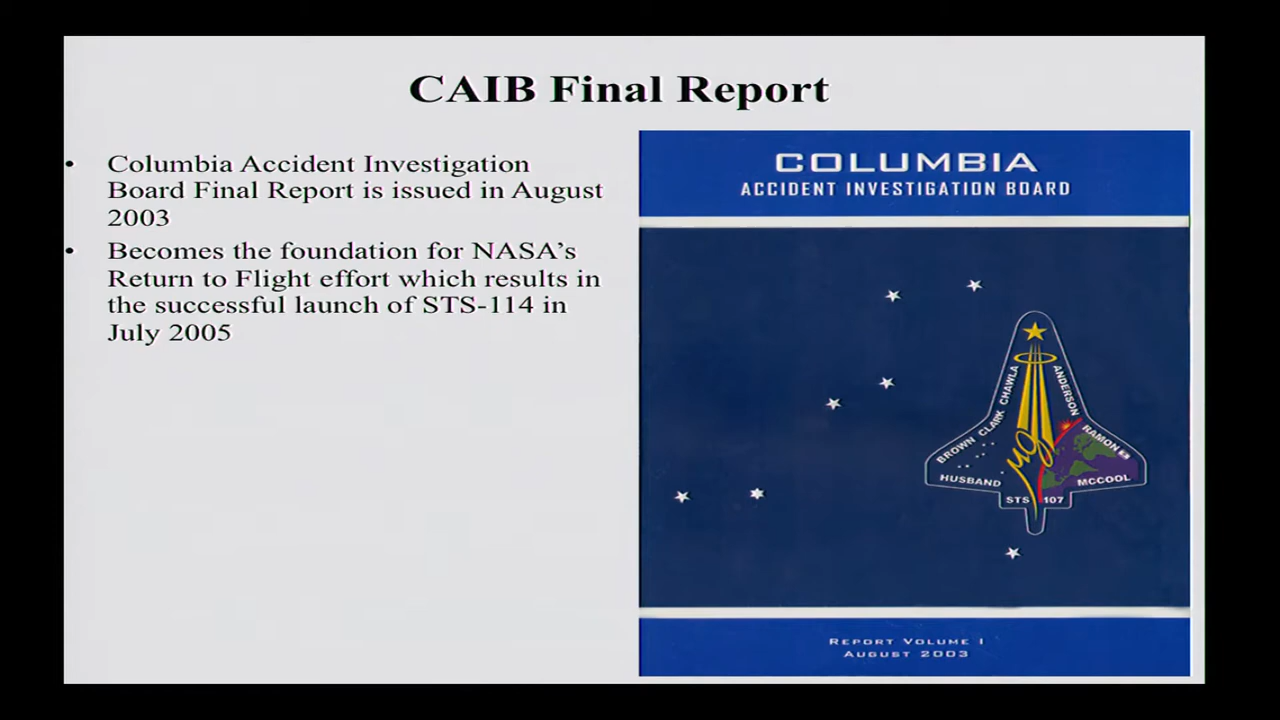 CAIB Final Report
• Columbia Accident Investigation
Board Final Report is issued in August
2003
• Becomes the foundation for NASA's
Return to Flight effort which results in
the successful launch of STS-114 in
July 2005
COLUMBIA
ACCIDENT INVESTIGATION BOARD
BROWN CLARK CHAWLA
ANDERSON
RAMON
HUSBAND
MCCOOL
STS 107
REPORT VOLUME I
AUGUST 2003